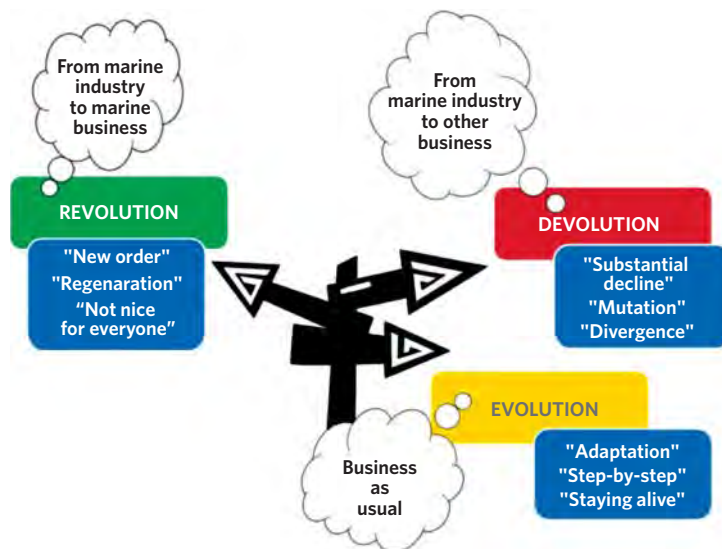 From marine
industry
to marine
business
REVOLUTION
"New order"
"Regenaration"
“Not nice
for everyone”
From
marine industry
to other
business
DEVOLUTION
"Substantial
decline"
"Mutation"
"Divergence"
Business
as
usual
EVOLUTION
"Adaptation"
"Step-by-step"
"Staying alive"